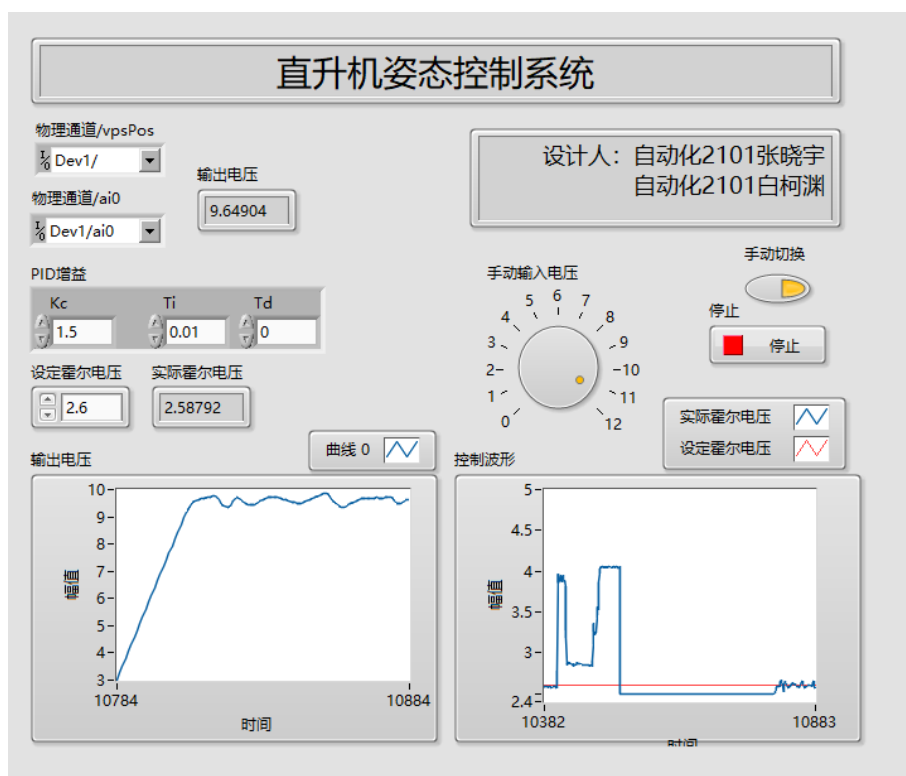 直升机姿态控制系统
物理通道/vpsPos
I/O Dev1/
物理通道/ai0
I/O Dev1/ai0
输出电压
9.64904
设计人：自动化2101张晓宇
自动化2101白柯渊
PID增益
Kc Ti Td
1.5 0.01 0
设定霍尔电压 实际霍尔电压
2.6 2.58792
手动输入电压
0 1 2 3 4 5 6 7 8 9 10 11 12
手动切换
停止
停止
实际霍尔电压
设定霍尔电压
输出电压
曲线 0
幅值
10
9
8
7
6
5
4
3
10784 10884
时间
控制波形
幅值
5
4.5
4
3.5
3
2.4
10382 10883
时间